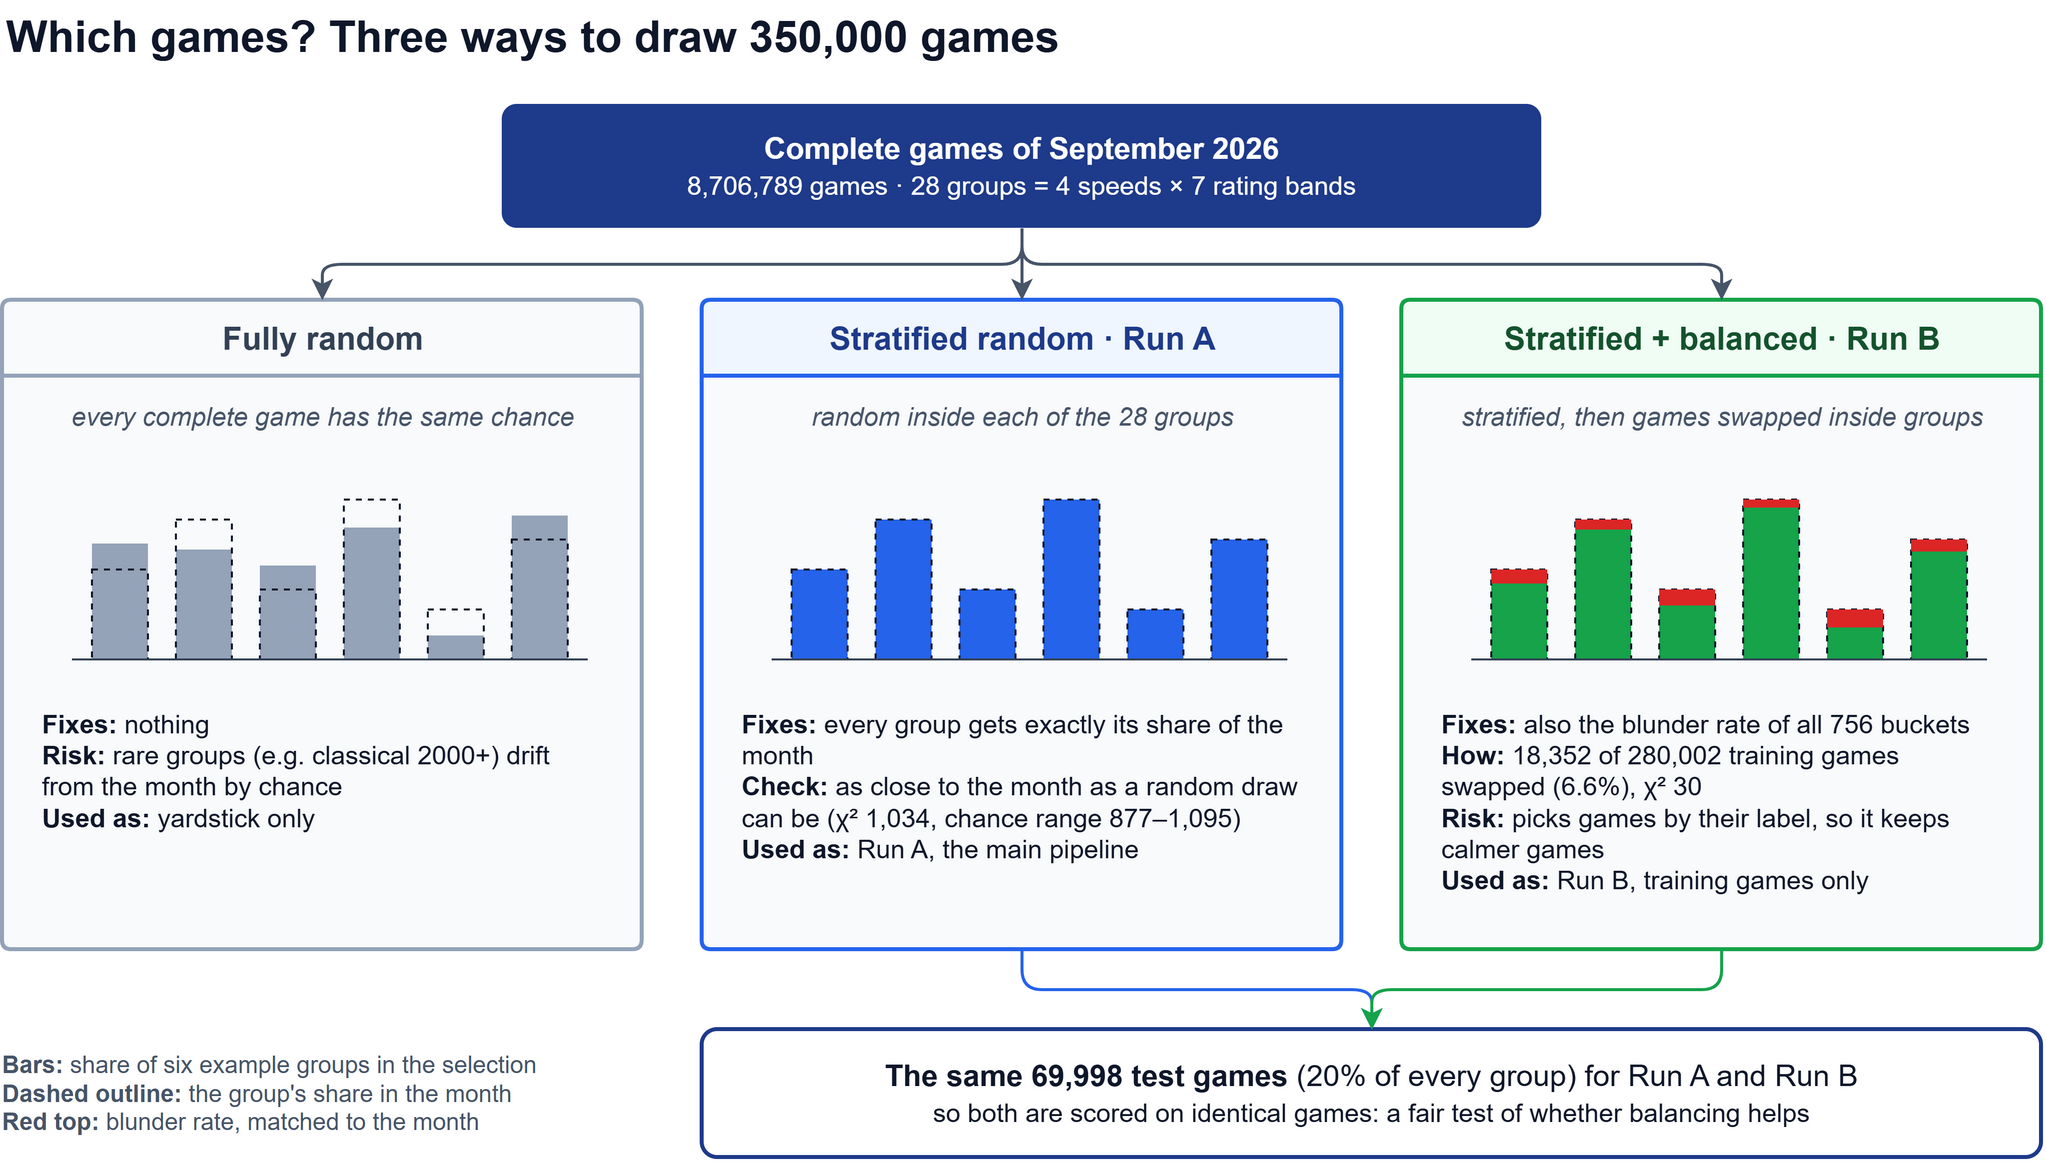 Which games? Three ways to draw 350,000 games
Complete games of September 2026
8,706,789 games · 28 groups = 4 speeds × 7 rating bands
Fully random
every complete game has the same chance
Fixes: nothing
Risk: rare groups (e.g. classical 2000+) drift
from the month by chance
Used as: yardstick only
Stratified random · Run A
random inside each of the 28 groups
Fixes: every group gets exactly its share of the
month
Check: as close to the month as a random draw
can be (χ² 1,034, chance range 877–1,095)
Used as: Run A, the main pipeline
Stratified + balanced · Run B
stratified, then games swapped inside groups
Fixes: also the blunder rate of all 756 buckets
How: 18,352 of 280,002 training games
swapped (6.6%), χ² 30
Risk: picks games by their label, so it keeps
calmer games
Used as: Run B, training games only
Bars: share of six example groups in the selection
Dashed outline: the group's share in the month
Red top: blunder rate, matched to the month
The same 69,998 test games (20% of every group) for Run A and Run B
so both are scored on identical games: a fair test of whether balancing helps